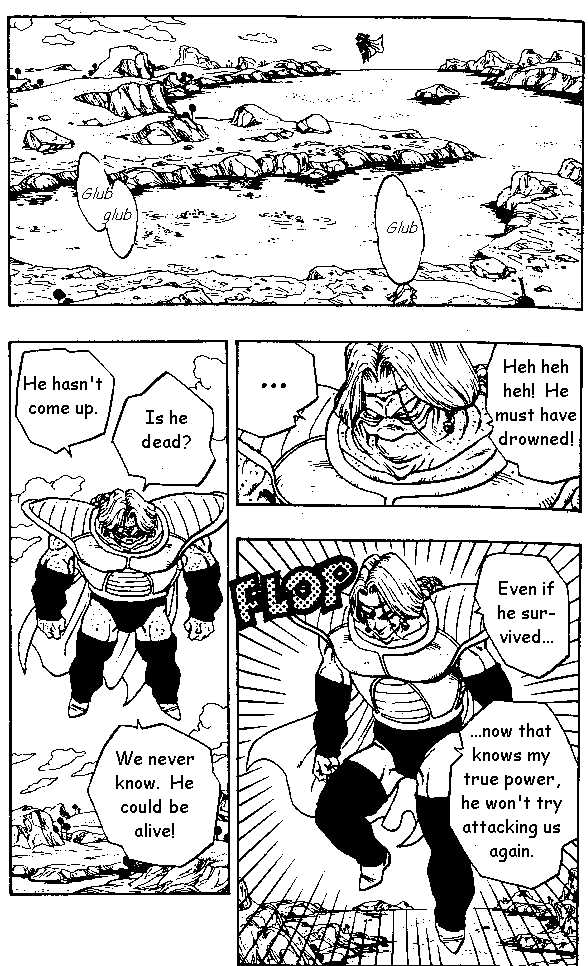 Glub
glub
Glub
He hasn't
come up.
Is he
dead?
We never
know. He
could be
alive!
...
Heh heh
heh! He
must have
drowned!
FLOP
Even if
he sur-
vived...
...now that
knows my
true power,
he won't try
attacking us
again.